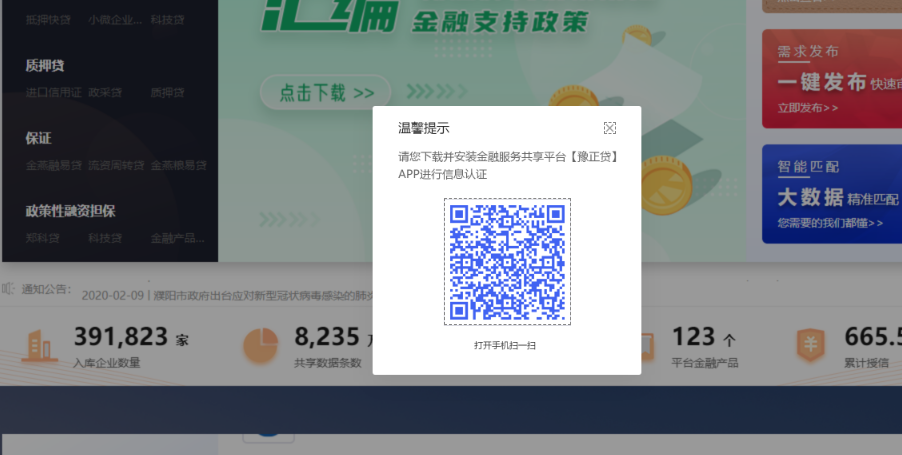 抵押快贷 小微企业... 科技贷
质押贷
进口信用证 政采贷 质押贷
保证
金燕融易贷 流资周转贷 金燕粮易贷
政策性融资担保
郑科贷 科技贷 金融产品...
汇编
金融支持政策
点击下载 >>
需求发布
一键发布 快速
立即发布>>
智能匹配
大数据 精准匹配
您需要的我们都懂>>
温馨提示
请您下载并安装金融服务共享平台【豫正贷】
APP进行信息认证
打开手机扫一扫
通知公告：
2020-02-09 | 濮阳市政府出台应对新型冠状病毒感染的肺炎
391,823 家
入库企业数量
8,235
共享数据条数
123 个
平台金融产品
665.5
累计授信